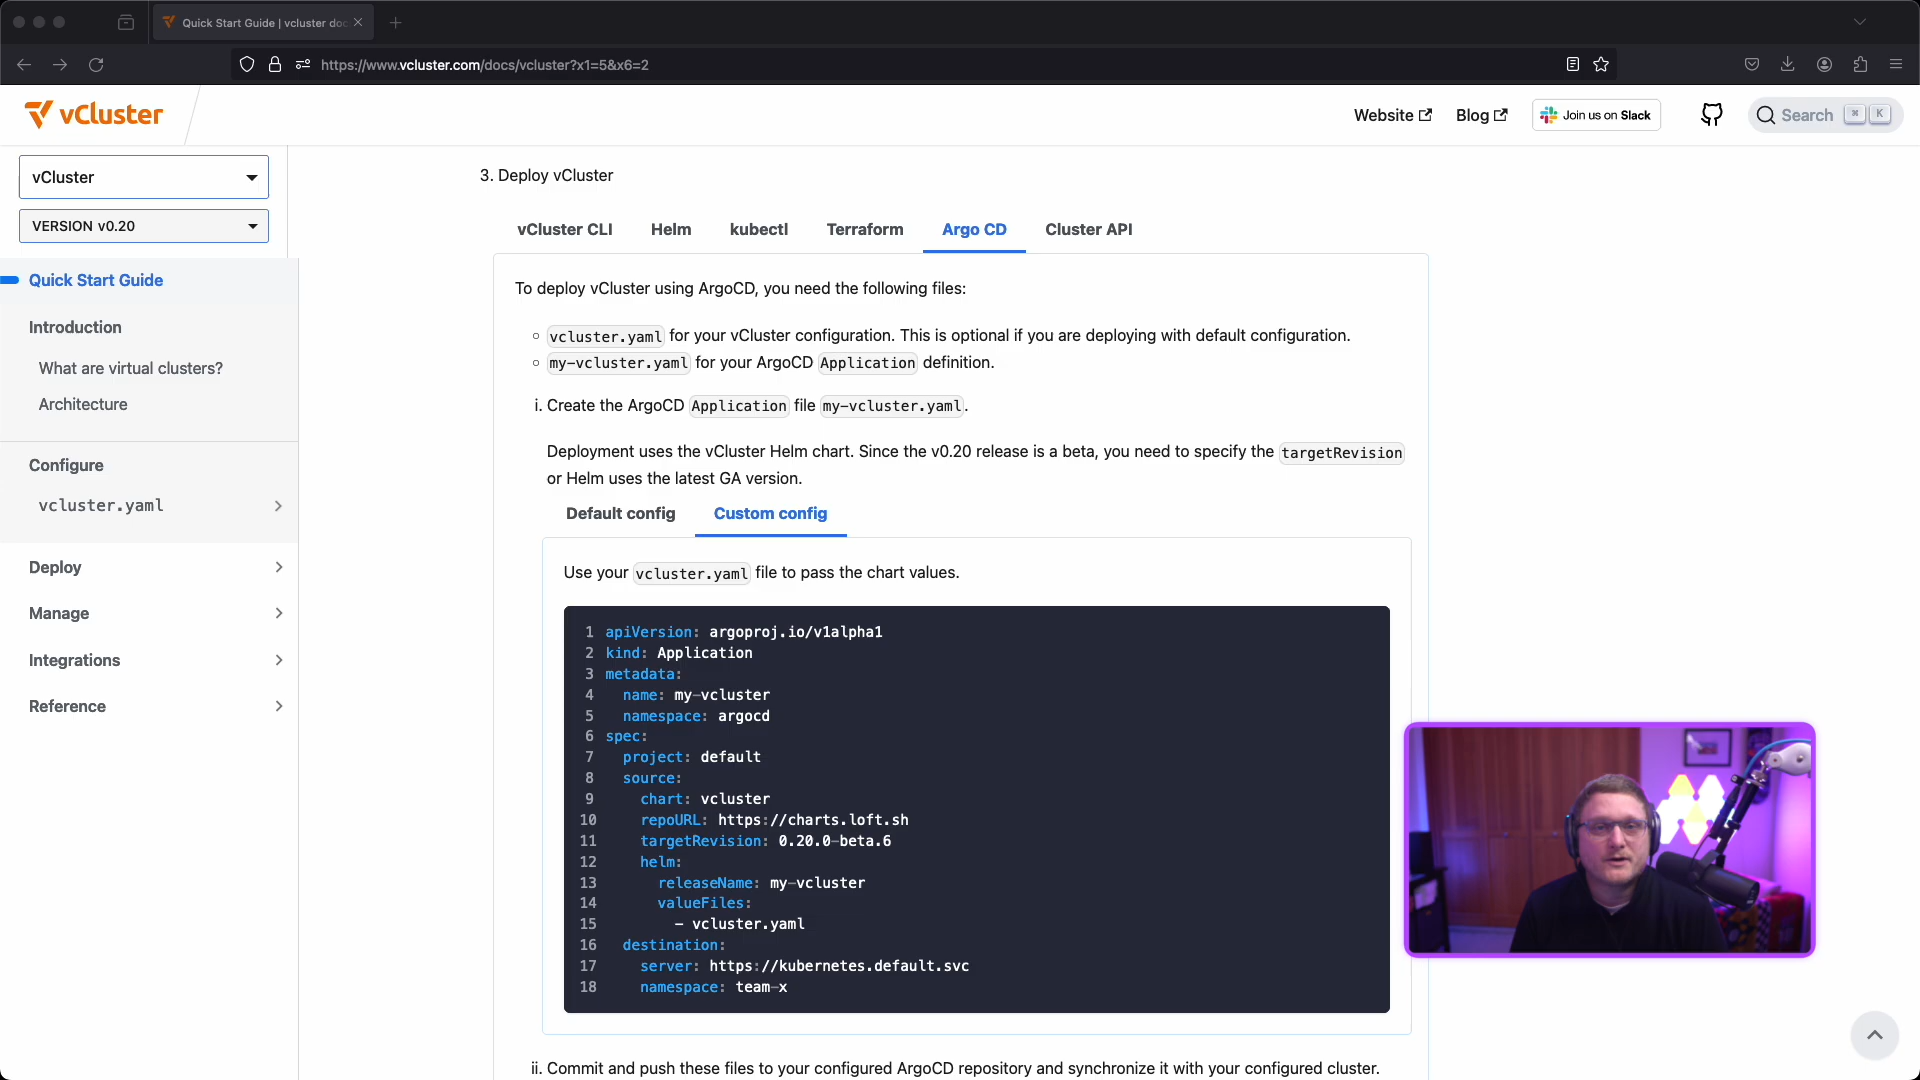 Quick Start Guide | vcluster doc
https://www.vcluster.com/docs/vcluster?x1=5&x6=2
vCluster
Website
Blog
Join us on Slack
Search
K
vCluster
VERSION v0.20
Quick Start Guide
Introduction
What are virtual clusters?
Architecture
Configure
vcluster.yaml
Deploy
Manage
Integrations
Reference
3. Deploy vCluster
vCluster CLI
Helm
kubectl
Terraform
Argo CD
Cluster API
To deploy vCluster using ArgoCD, you need the following files:
vcluster.yaml for your vCluster configuration. This is optional if you are deploying with default configuration.
my-vcluster.yaml for your ArgoCD Application definition.
i. Create the ArgoCD Application file my-vcluster.yaml.
Deployment uses the vCluster Helm chart. Since the v0.20 release is a beta, you need to specify the targetRevision
or Helm uses the latest GA version.
Default config
Custom config
Use your vcluster.yaml file to pass the chart values.
1 apiVersion: argoproj.io/v1alpha1
2 kind: Application
3 metadata:
4   name: my-vcluster
5   namespace: argocd
6 spec:
7   project: default
8   source:
9     chart: vcluster
10     repoURL: https://charts.loft.sh
11     targetRevision: 0.20.0-beta.6
12     helm:
13       releaseName: my-vcluster
14       valueFiles:
15         - vcluster.yaml
16   destination:
17     server: https://kubernetes.default.svc
18     namespace: team-x
ii. Commit and push these files to your configured ArgoCD repository and synchronize it with your configured cluster.